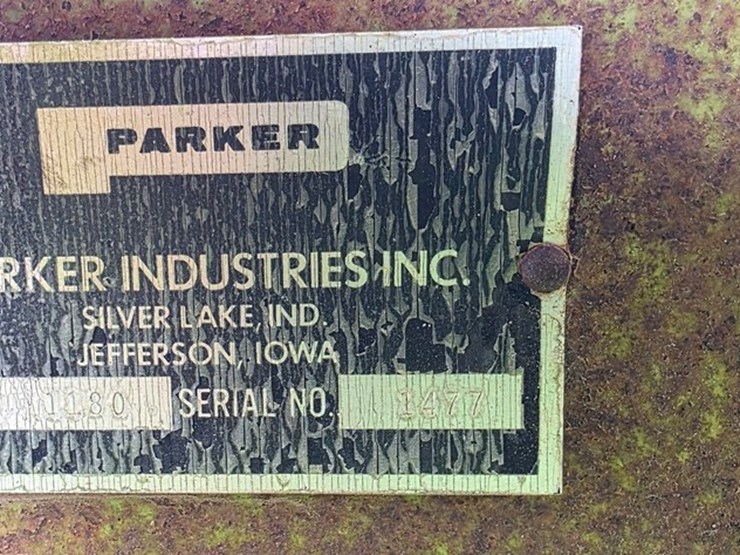 PARKER
RKER INDUSTRIES INC.
SILVER LAKE, IND.
JEFFERSON, IOWA
1180 SERIAL NO. 1477